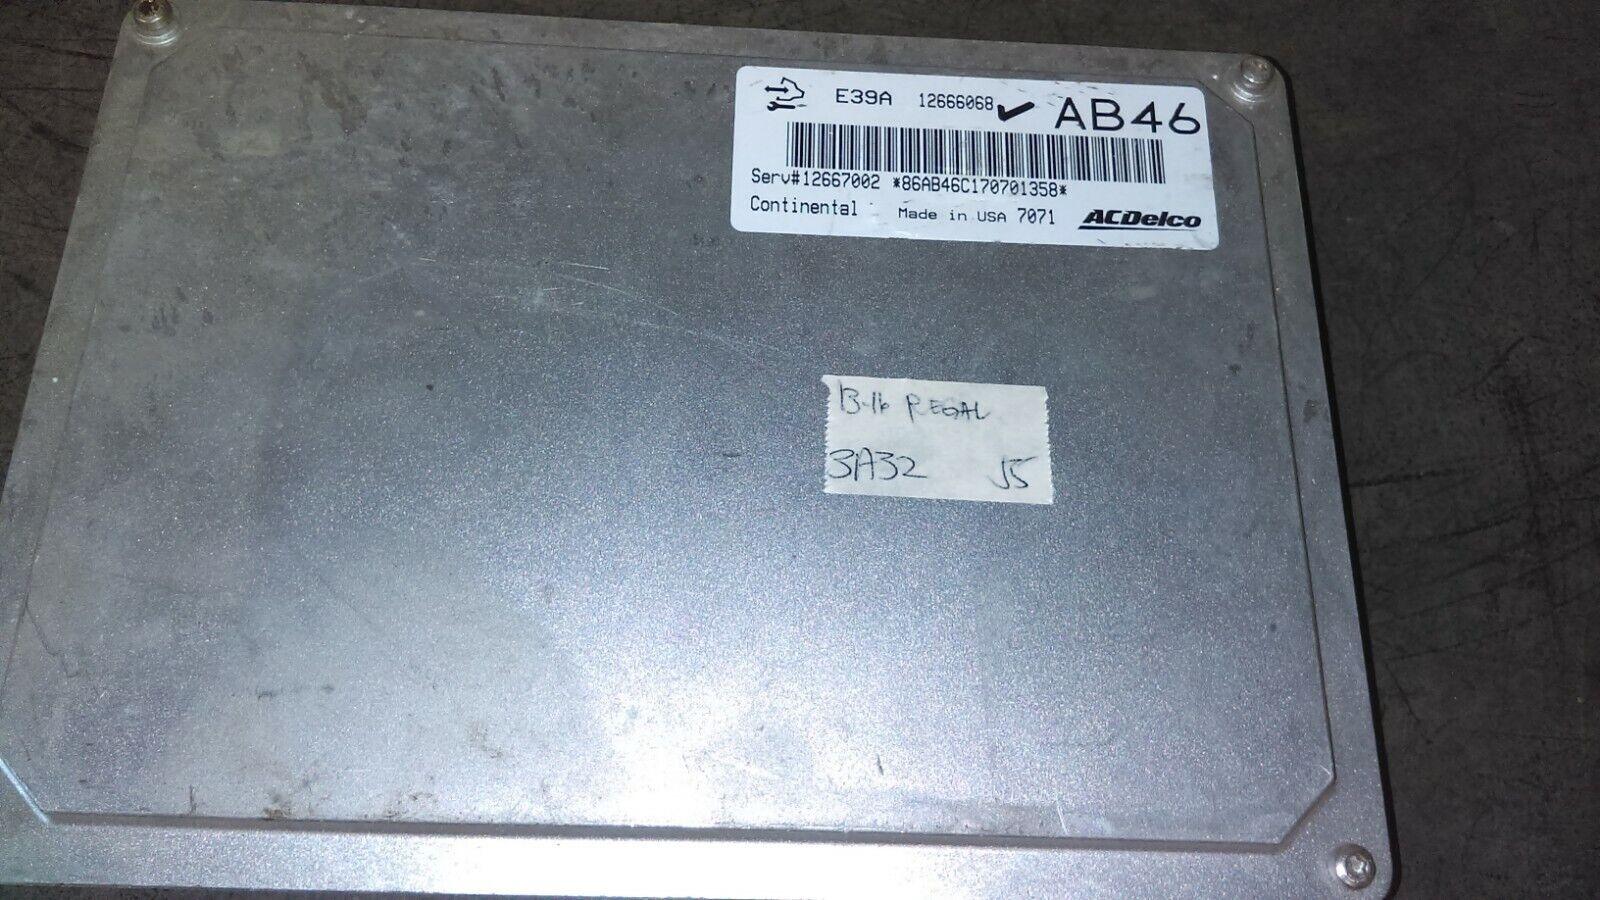 E39A 12666068 AB46
Serv#12667002 *86AB46C170701358*
Continental Made in USA 7071 ACDelco
13-16 REGAL
3A32 J5